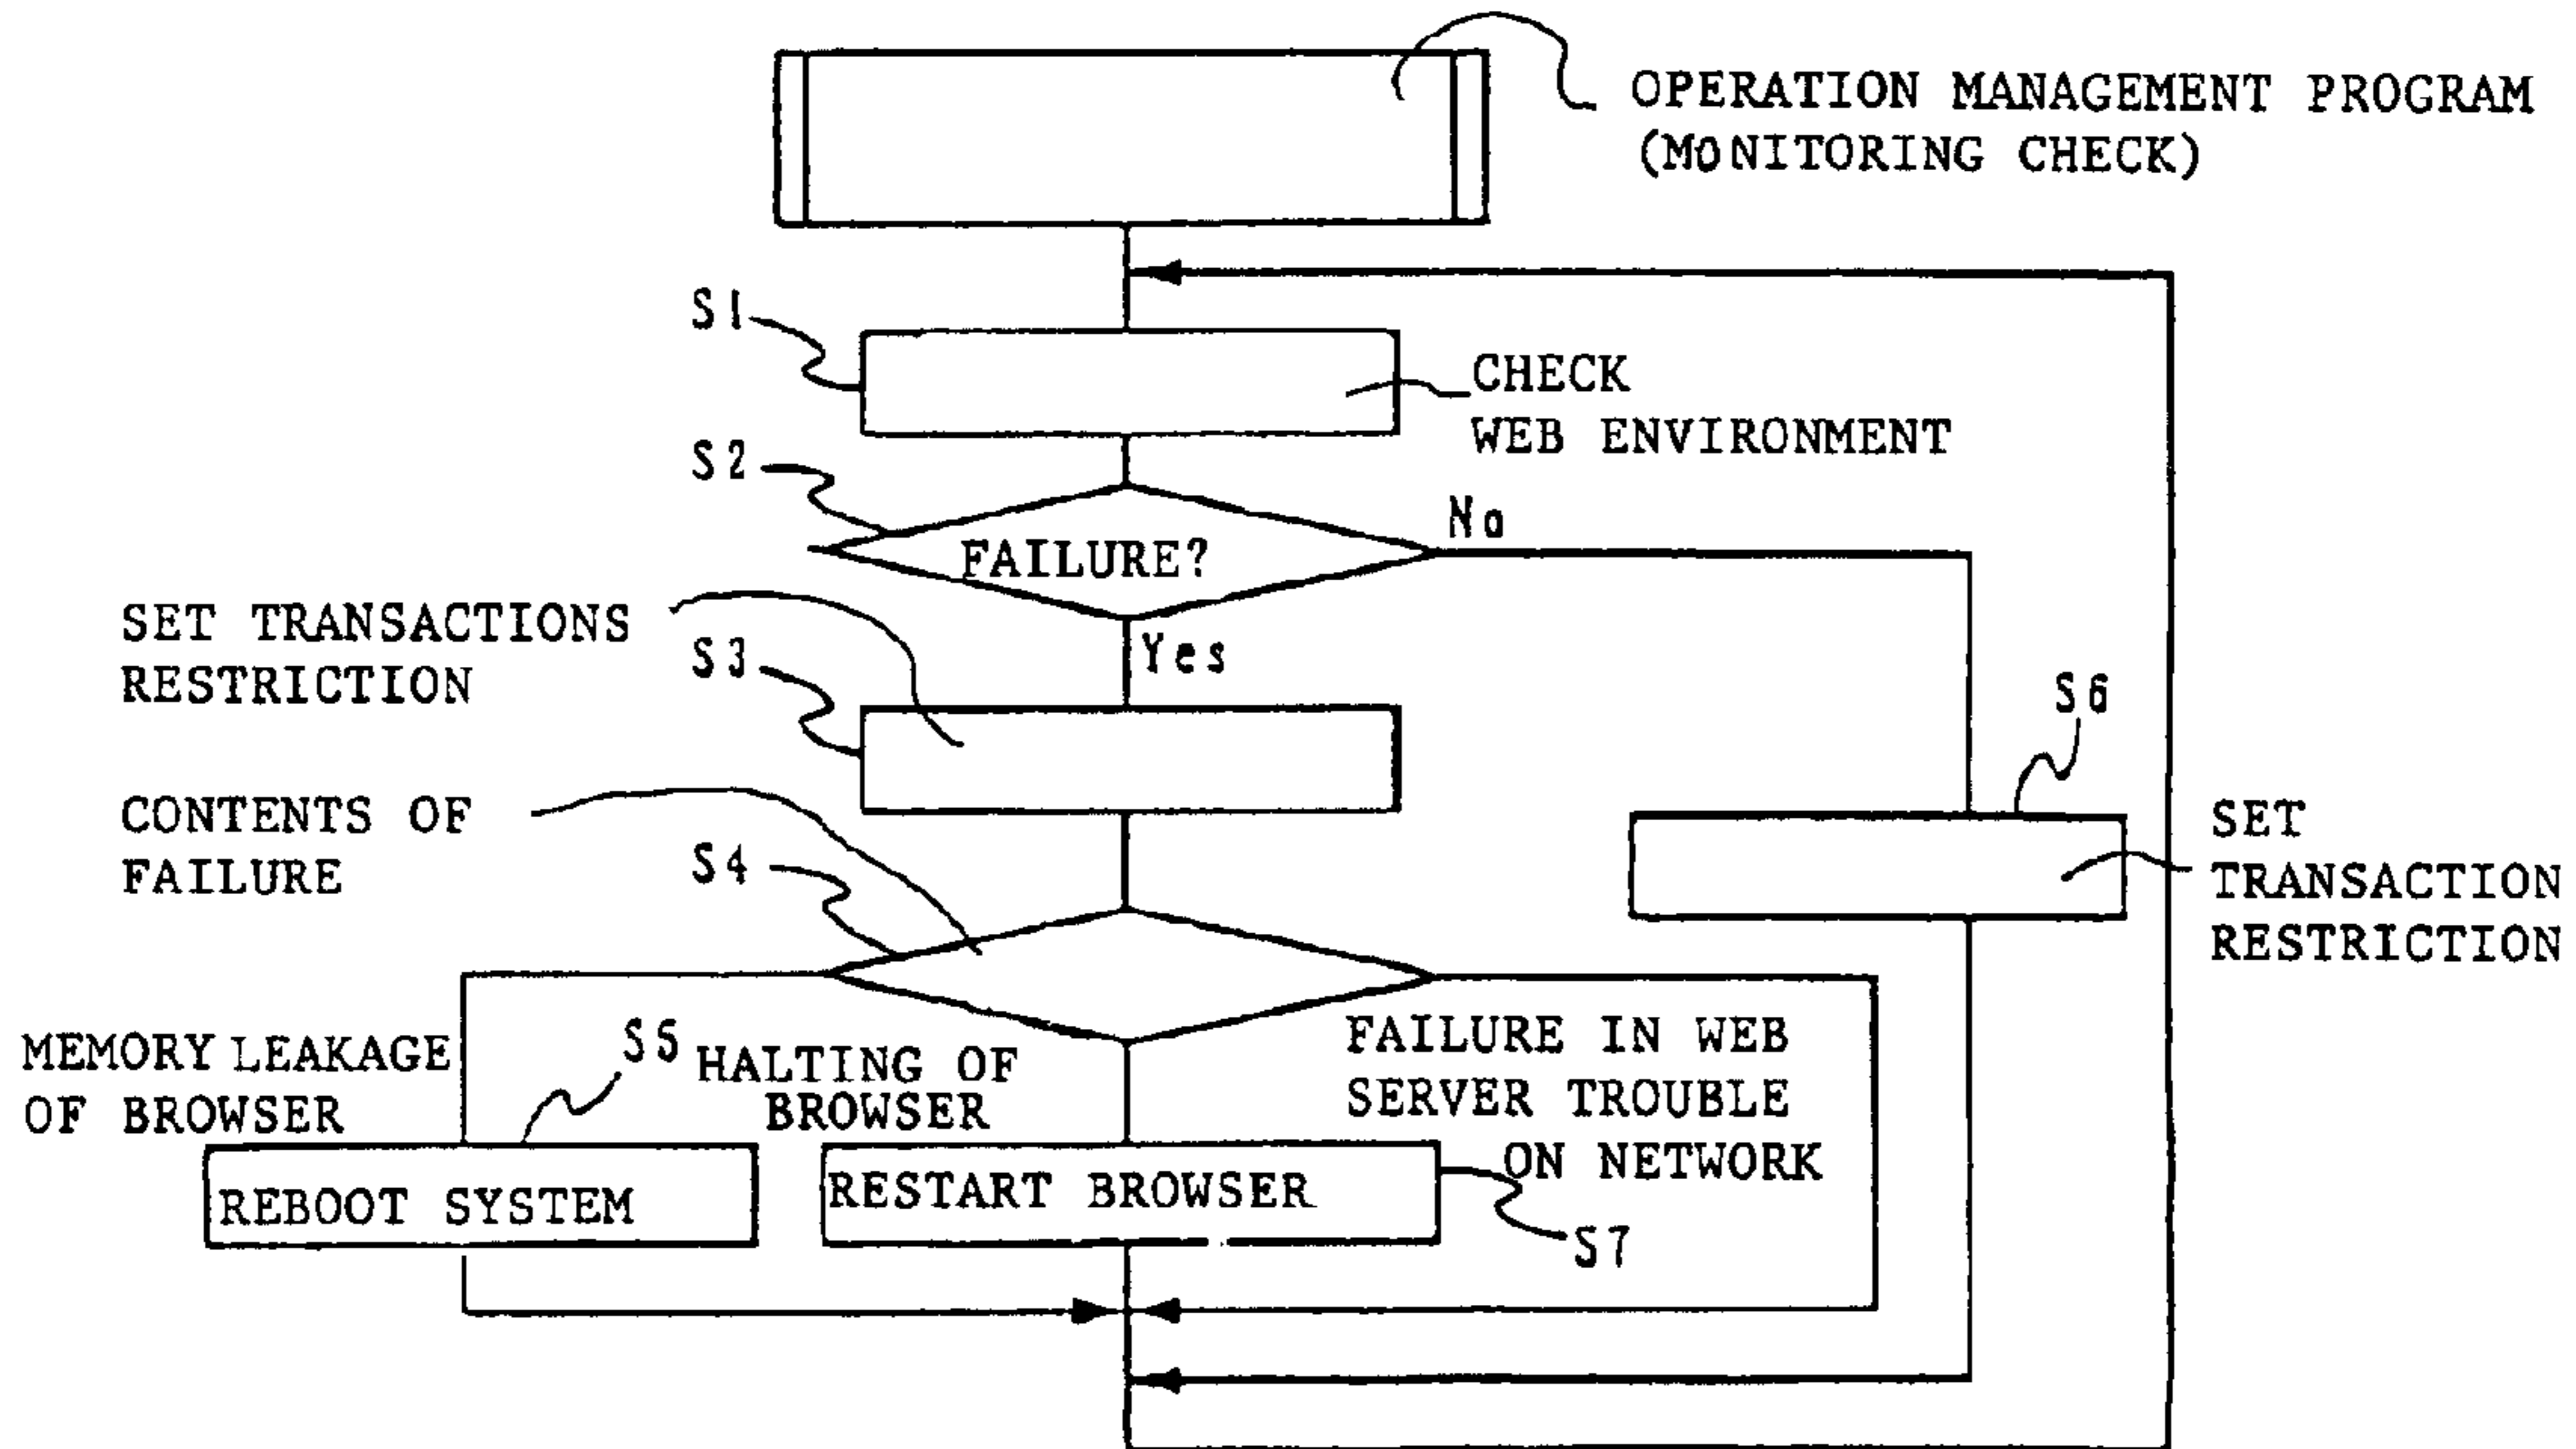 OPERATION MANAGEMENT PROGRAM
(MONITORING CHECK)
S1
CHECK
WEB ENVIRONMENT
S2
No
FAILURE?
SET TRANSACTIONS
RESTRICTION
S3
Yes
S6
CONTENTS OF
FAILURE
S4
SET
TRANSACTION
RESTRICTION
MEMORY LEAKAGE
OF BROWSER
S5
HALTING OF
BROWSER
FAILURE IN WEB
SERVER TROUBLE
ON NETWORK
REBOOT SYSTEM
RESTART BROWSER
S7